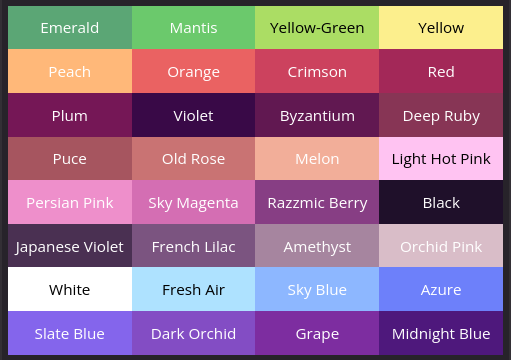 Emerald Mantis Yellow-Green Yellow
Peach Orange Crimson Red
Plum Violet Byzantium Deep Ruby
Puce Old Rose Melon Light Hot Pink
Persian Pink Sky Magenta Razzmic Berry Black
Japanese Violet French Lilac Amethyst Orchid Pink
White Fresh Air Sky Blue Azure
Slate Blue Dark Orchid Grape Midnight Blue